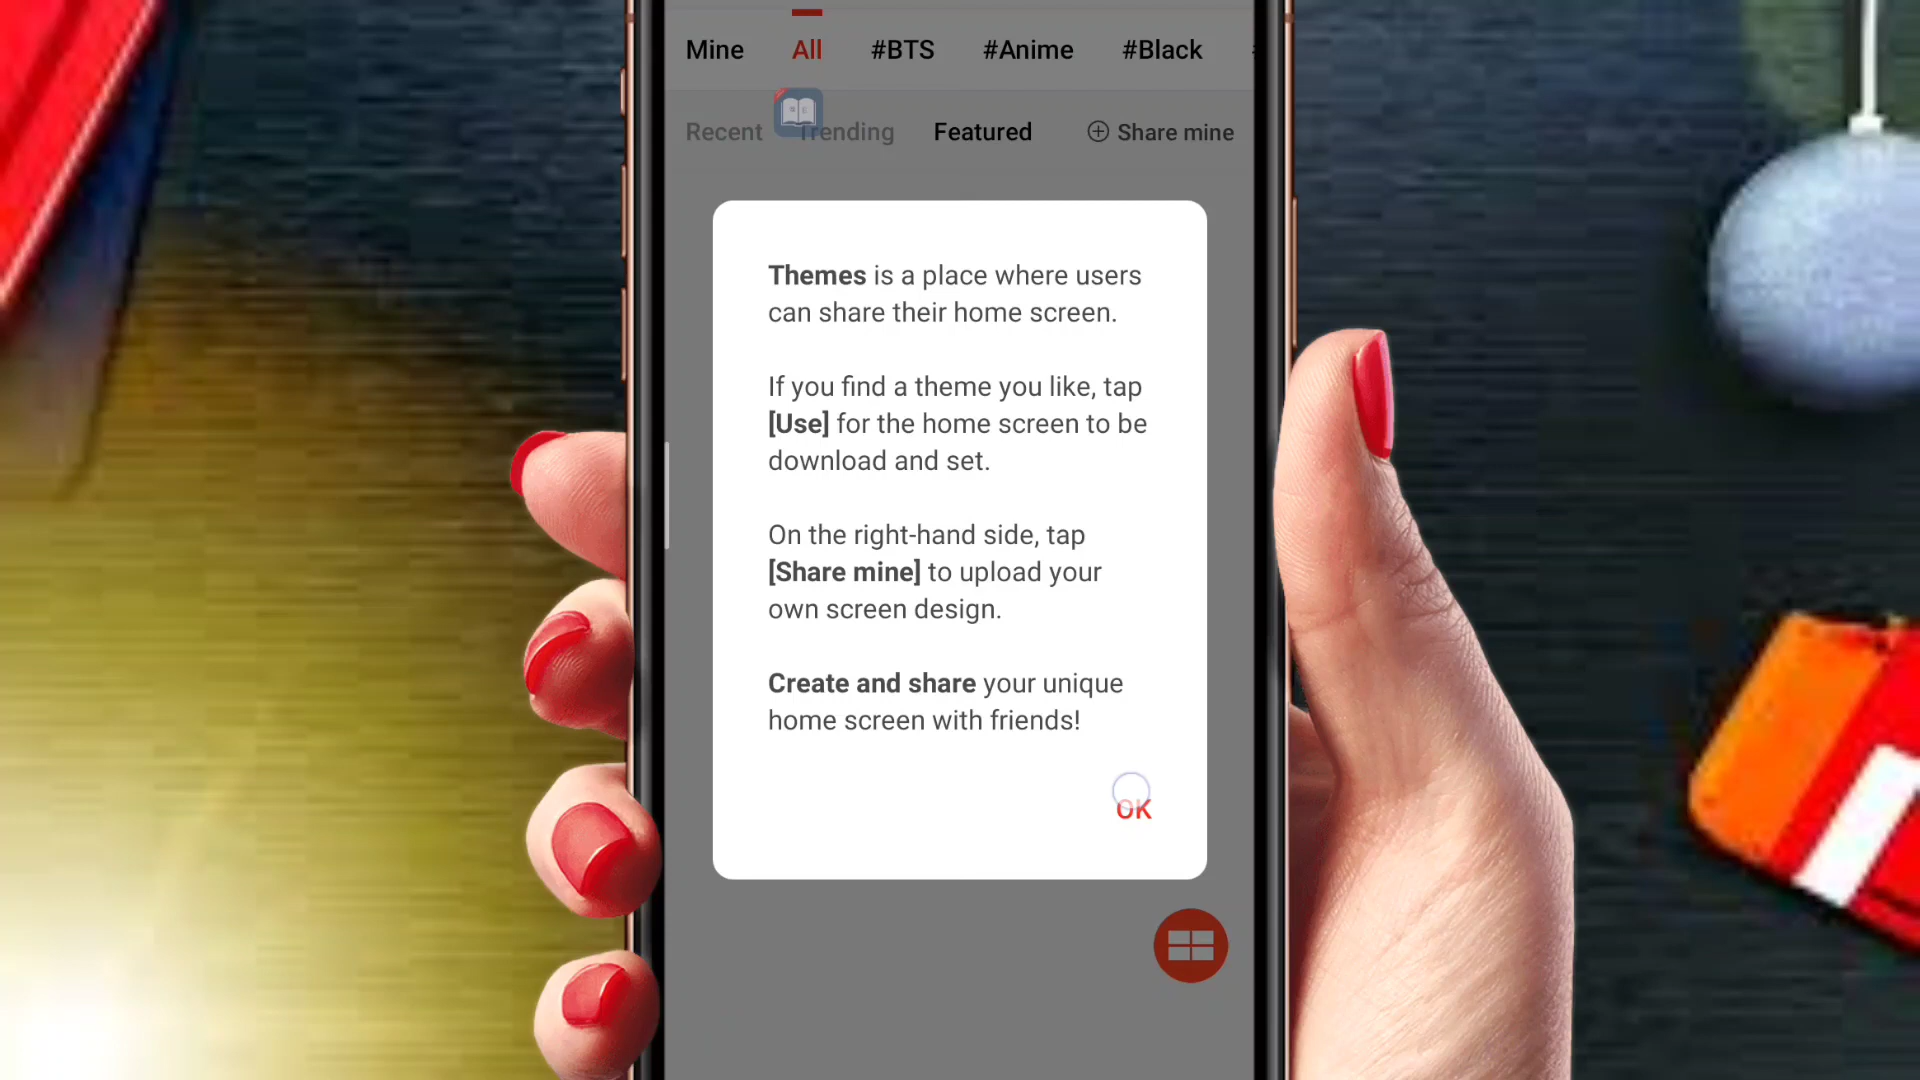 Mine All #BTS #Anime #Black
Recent Trending Featured Share mine
Themes is a place where users
can share their home screen.
If you find a theme you like, tap
[Use] for the home screen to be
download and set.
On the right-hand side, tap
[Share mine] to upload your
own screen design.
Create and share your unique
home screen with friends!
OK